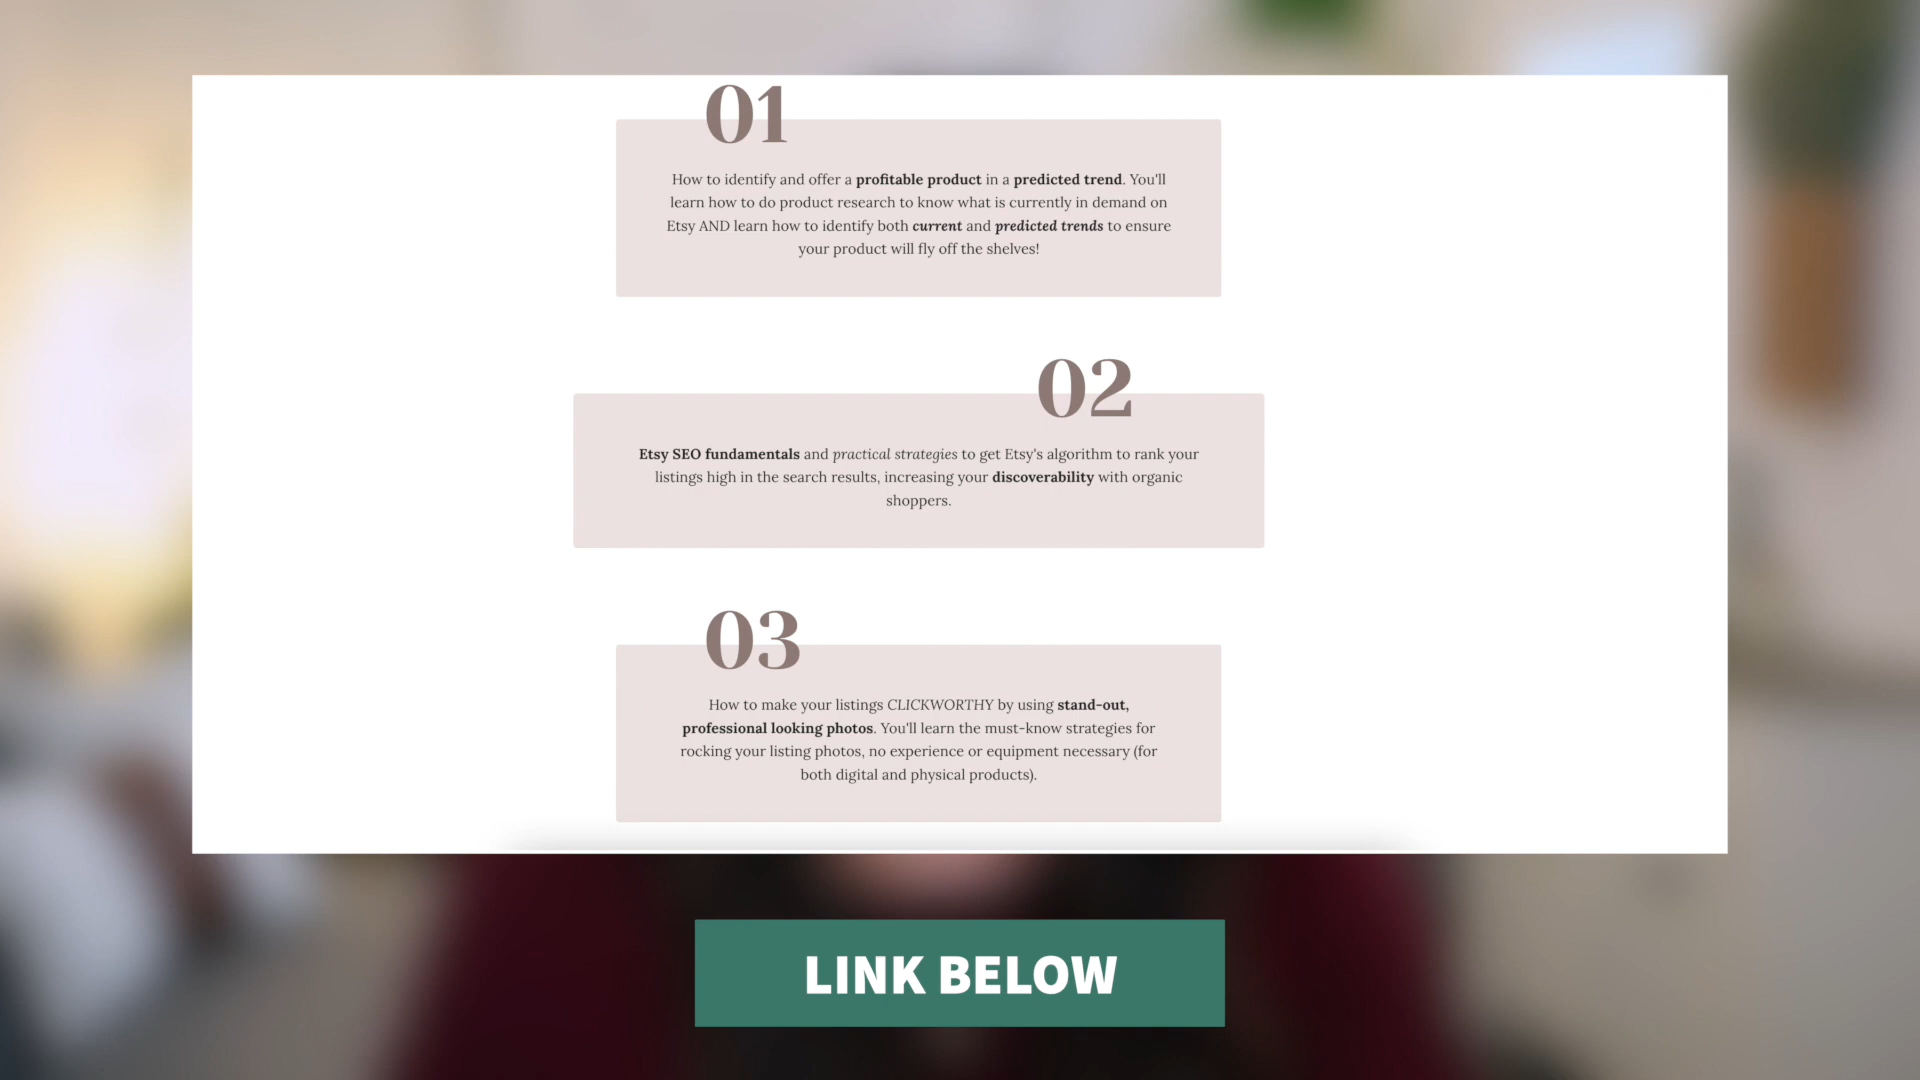 01
How to identify and offer a profitable product in a predicted trend. You'll
learn how to do product research to know what is currently in demand on
Etsy AND learn how to identify both current and predicted trends to ensure
your product will fly off the shelves!
02
Etsy SEO fundamentals and practical strategies to get Etsy's algorithm to rank your
listings high in the search results, increasing your discoverability with organic
shoppers.
03
How to make your listings CLICKWORTHY by using stand-out,
professional looking photos. You'll learn the must-know strategies for
rocking your listing photos, no experience or equipment necessary (for
both digital and physical products).
LINK BELOW